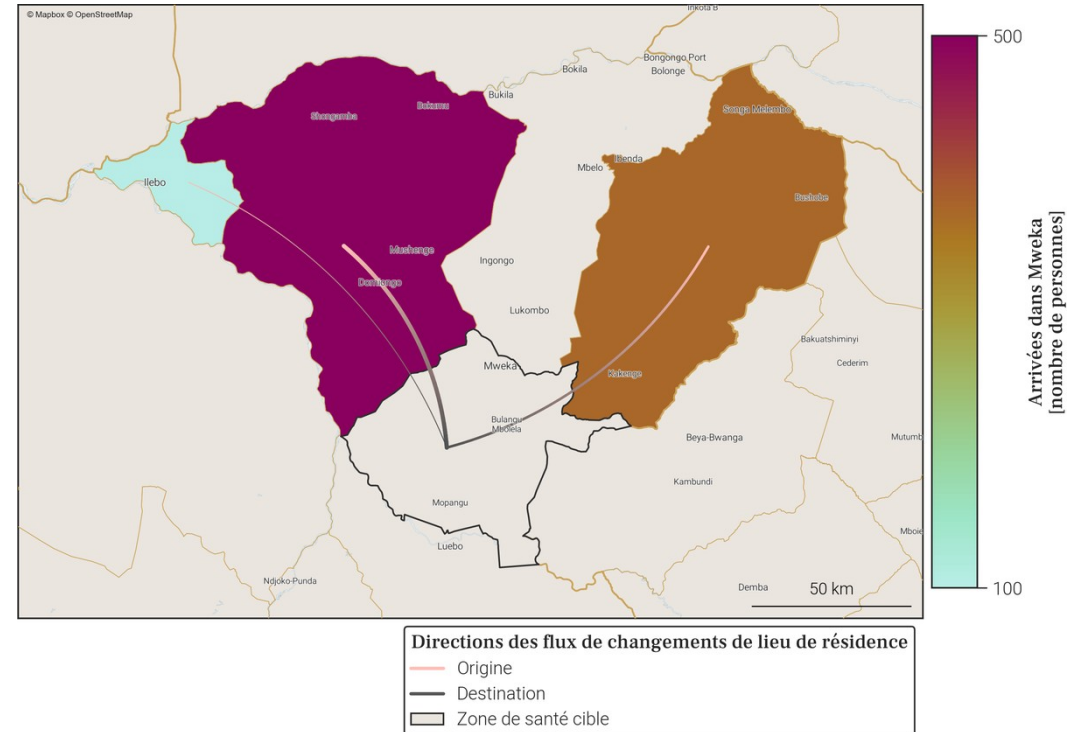 © Mapbox © OpenStreetMap
Inkota B
Bongongo Port
Bokila
Bolonge
Bukila
Bokumu
Songa Melembo
Shongamba
Mbelo
Ilenda
Ilebo
Bushobe
Mushenge
Ingongo
Domiongo
Lukombo
Bakuatshiminyi
Mweka
Cederim
Kakenge
Bulangu
Mbolela
Beya-Bwanga
Mutumb
Kambundi
Mopangu
Mboie
Luebo
Ndjoko-Punda
Demba
50 km
500
100
Arrivées dans Mweka
[nombre de personnes]
Directions des flux de changements de lieu de résidence
Origine
Destination
Zone de santé cible